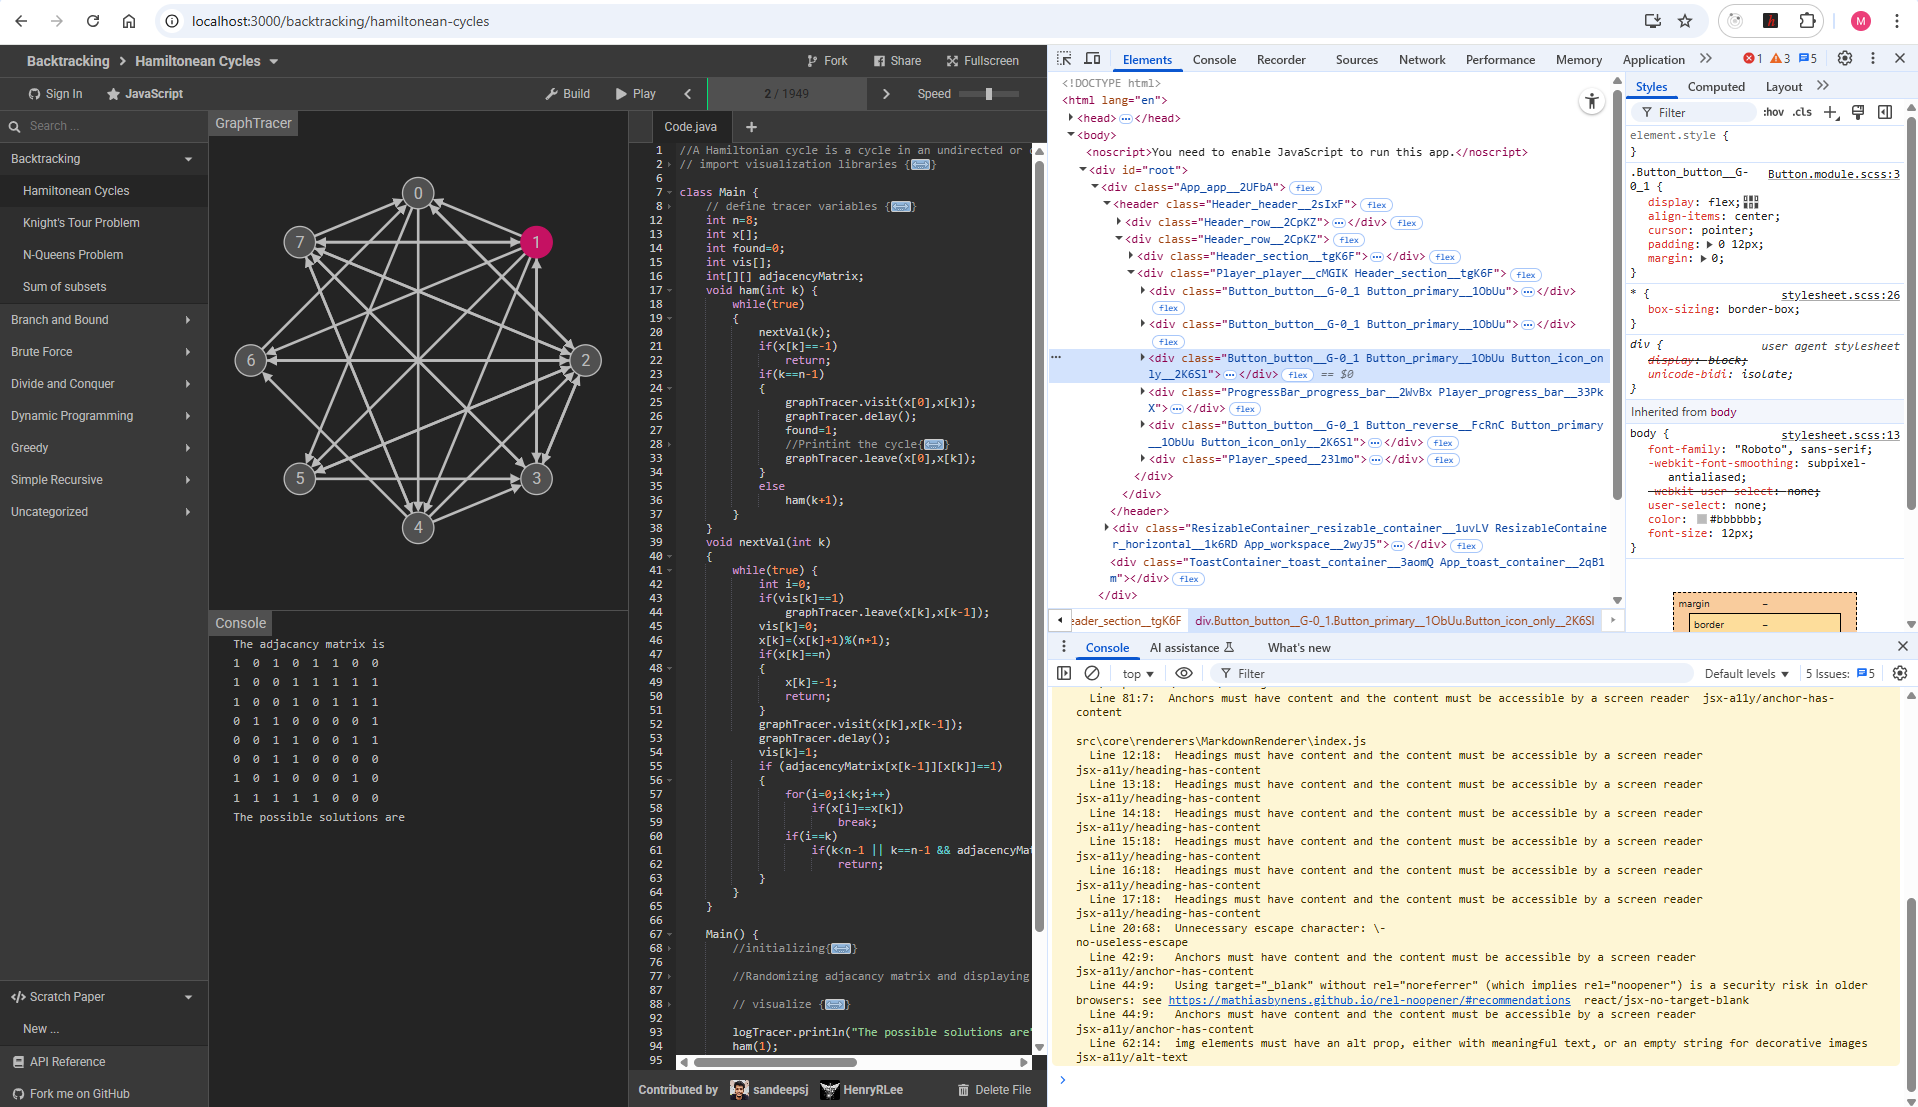 localhost:3000/backtracking/hamiltonean-cycles
M
Backtracking
Hamiltonean Cycles
Fork
Share
Fullscreen
Sign In
JavaScript
Build
Play
2 / 1949
Speed
Search ...
Backtracking
Hamiltonean Cycles
Knight's Tour Problem
N-Queens Problem
Sum of subsets
Branch and Bound
Brute Force
Divide and Conquer
Dynamic Programming
Greedy
Simple Recursive
Uncategorized
Scratch Paper
New ...
API Reference
Fork me on GitHub
GraphTracer
0
7
1
6
2
5
3
4
Console
The adjacancy matrix is
1 0 1 0 1 1 0 0
1 0 0 1 1 1 1 1
1 0 0 1 0 1 1 1
0 1 1 0 0 0 0 1
0 0 1 1 0 0 1 1
0 0 1 1 0 0 0 0
1 0 1 0 0 0 1 0
1 1 1 1 1 0 0 0
The possible solutions are
Code.java
1 //A Hamiltonian cycle is a cycle in an undirected or
2 // import visualization libraries {
6
7 class Main {
8 // define tracer variables {
12 int n=8;
13 int x[];
14 int found=0;
15 int vis[];
16 int[][] adjacencyMatrix;
17 void ham(int k) {
18 while(true)
19 {
20 nextVal(k);
21 if(x[k]==-1)
22 return;
23 if(k==n-1)
24 {
25 graphTracer.visit(x[0],x[k]);
26 graphTracer.delay();
27 found=1;
28 //Printint the cycle{
33 graphTracer.leave(x[0],x[k]);
34 }
35 else
36 ham(k+1);
37 }
38 }
39 void nextVal(int k)
40 {
41 while(true) {
42 int i=0;
43 if(vis[k]==1)
44 graphTracer.leave(x[k],x[k-1]);
45 vis[k]=0;
46 x[k]=(x[k]+1)%(n+1);
47 if(x[k]==n)
48 {
49 x[k]=-1;
50 return;
51 }
52 graphTracer.visit(x[k],x[k-1]);
53 graphTracer.delay();
54 vis[k]=1;
55 if (adjacencyMatrix[x[k-1]][x[k]]==1)
56 {
57 for(i=0;i<k;i++)
58 if(x[i]==x[k])
59 break;
60 if(i==k)
61 if(k<n-1 || k==n-1 && adjacencyMat
62 return;
63 }
64 }
65 }
66
67 Main() {
68 //initializing{
76
77 //Randomizing adjacancy matrix and displaying
87
88 // visualize {
92
93 logTracer.println("The possible solutions are"
94 ham(1);
95
Contributed by sandeepsj HenryRLee Delete File
Elements
Console
Recorder
Sources
Network
Performance
Memory
Application
1 3 5
<!DOCTYPE html>
<html lang="en">
<head> ⋯ </head>
<body>
<noscript>You need to enable JavaScript to run this app.</noscript>
<div id="root">
<div class="App_app__2UFbA"> flex
<header class="Header_header__2sIxF"> flex
<div class="Header_row__2CpKZ"> ⋯ </div> flex
<div class="Header_row__2CpKZ"> flex
<div class="Header_section__tgK6F"> ⋯ </div> flex
<div class="Player_player__cMGIK Header_section__tgK6F"> flex
<div class="Button_button__G-0_1 Button_primary__1ObUu"> ⋯ </div>
flex
<div class="Button_button__G-0_1 Button_primary__1ObUu"> ⋯ </div>
flex
<div class="Button_button__G-0_1 Button_primary__1ObUu Button_icon_on
ly__2K6Sl"> ⋯ </div> flex == $0
<div class="ProgressBar_progress_bar__2WvBx Player_progress_bar__33Pk
X"> ⋯ </div> flex
<div class="Button_button__G-0_1 Button_reverse__FcRnC Button_primary
__1ObUu Button_icon_only__2K6Sl"> ⋯ </div> flex
<div class="Player_speed__23lmo"> ⋯ </div> flex
</div>
</div>
</header>
<div class="ResizableContainer_resizable_container__1uvLV ResizableContaine
r_horizontal__1k6RD App_workspace__2wyJ5"> ⋯ </div> flex
<div class="ToastContainer_toast_container__3aomQ App_toast_container__2qB1
m"></div> flex
</div>
eader_section__tgK6F
div.Button_button__G-0_1.Button_primary__1ObUu.Button_icon_only__2K6Sl
Styles
Computed
Layout
Filter
:hov .cls
element.style {
}
.Button_button__G-
0_1 {
Button.module.scss:3
display: flex;
align-items: center;
cursor: pointer;
padding: 0 12px;
margin: 0;
}
* {
stylesheet.scss:26
box-sizing: border-box;
}
div {
user agent stylesheet
display: block;
unicode-bidi: isolate;
}
Inherited from body
body {
stylesheet.scss:13
font-family: "Roboto", sans-serif;
-webkit-font-smoothing: subpixel-
antialiased;
-webkit-user-select: none;
user-select: none;
color: #bbbbbb;
font-size: 12px;
}
margin –
border –
Console
AI assistance
What's new
top
Filter
Default levels
5 Issues: 5
Line 81:7: Anchors must have content and the content must be accessible by a screen reader jsx-a11y/anchor-has-
content
src\core\renderers\MarkdownRenderer\index.js
Line 12:18: Headings must have content and the content must be accessible by a screen reader
jsx-a11y/heading-has-content
Line 13:18: Headings must have content and the content must be accessible by a screen reader
jsx-a11y/heading-has-content
Line 14:18: Headings must have content and the content must be accessible by a screen reader
jsx-a11y/heading-has-content
Line 15:18: Headings must have content and the content must be accessible by a screen reader
jsx-a11y/heading-has-content
Line 16:18: Headings must have content and the content must be accessible by a screen reader
jsx-a11y/heading-has-content
Line 17:18: Headings must have content and the content must be accessible by a screen reader
jsx-a11y/heading-has-content
Line 20:68: Unnecessary escape character: \-
no-useless-escape
Line 42:9: Anchors must have content and the content must be accessible by a screen reader
jsx-a11y/anchor-has-content
Line 44:9: Using target="_blank" without rel="noreferrer" (which implies rel="noopener") is a security risk in older
browsers: see https://mathiasbynens.github.io/rel-noopener/#recommendations react/jsx-no-target-blank
Line 44:9: Anchors must have content and the content must be accessible by a screen reader
jsx-a11y/anchor-has-content
Line 62:14: img elements must have an alt prop, either with meaningful text, or an empty string for decorative images
jsx-a11y/alt-text